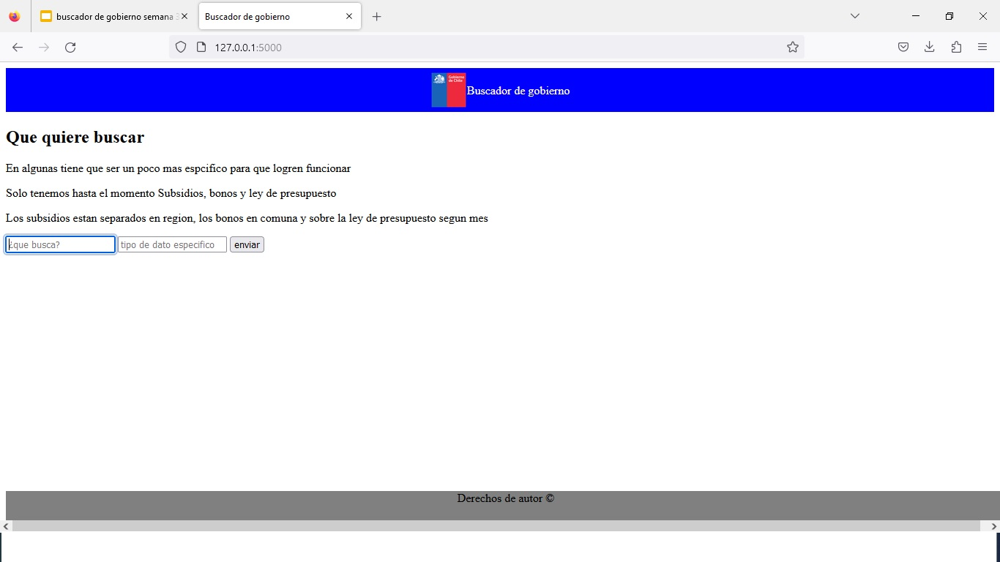 buscador de gobierno semana 3
Buscador de gobierno
127.0.0.1:5000
Gobierno
de Chile
Buscador de gobierno
Que quiere buscar
En algunas tiene que ser un poco mas espcifico para que logren funcionar
Solo tenemos hasta el momento Subsidios, bonos y ley de presupuesto
Los subsidios estan separados en region, los bonos en comuna y sobre la ley de presupuesto segun mes
¿que busca? tipo de dato especifico enviar
Derechos de autor ©